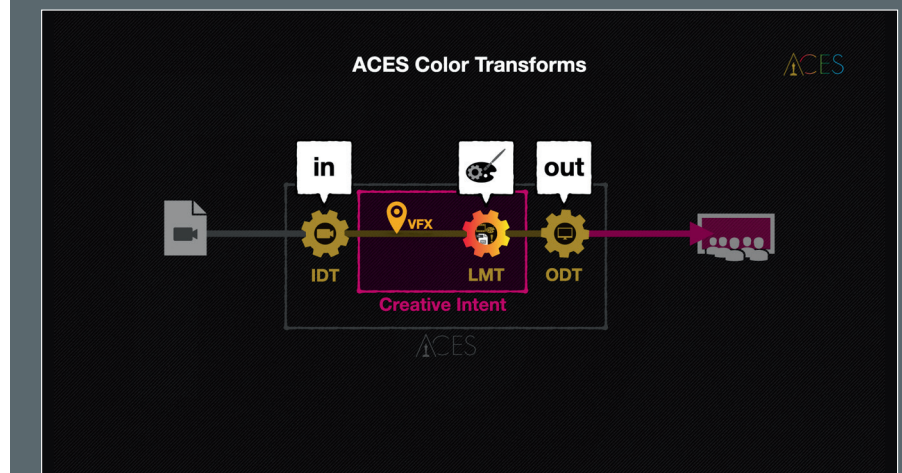 ACES Color Transforms
ACES
in
out
VFX
IDT
LMT
ODT
Creative Intent
ACES